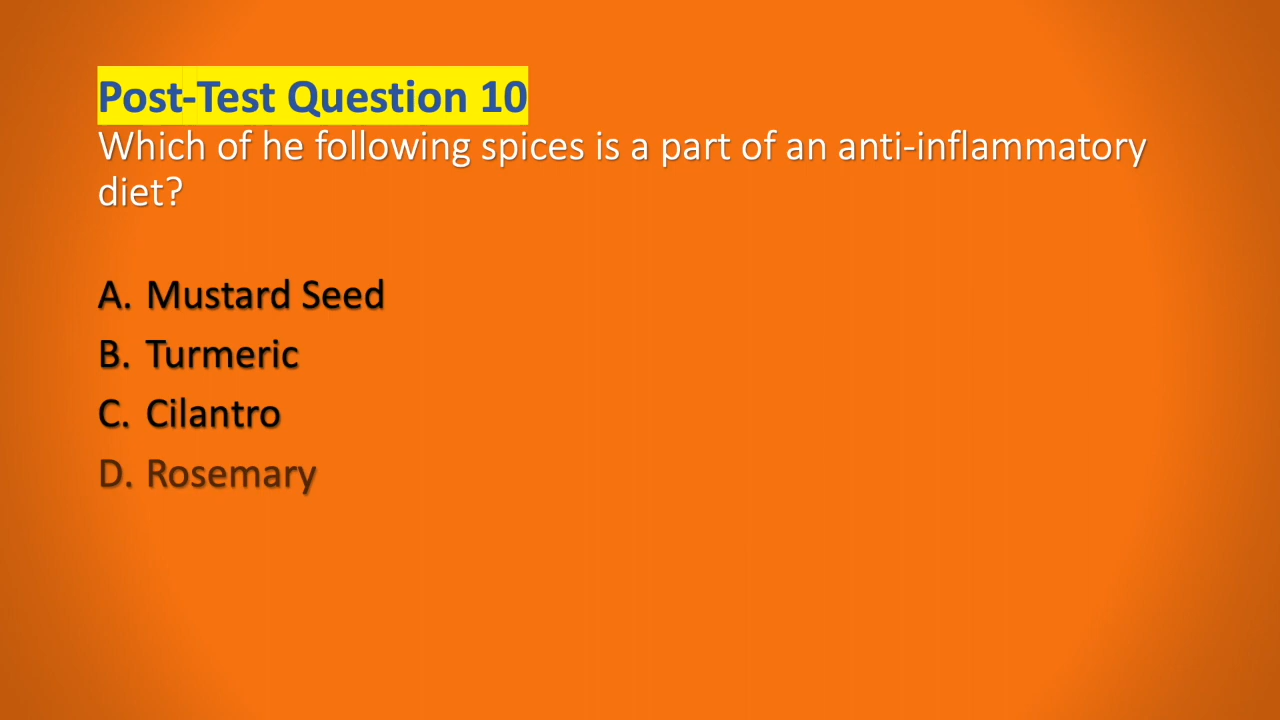 Post-Test Question 10
Which of he following spices is a part of an anti-inflammatory
diet?
A. Mustard Seed
B. Turmeric
C. Cilantro
D. Rosemary